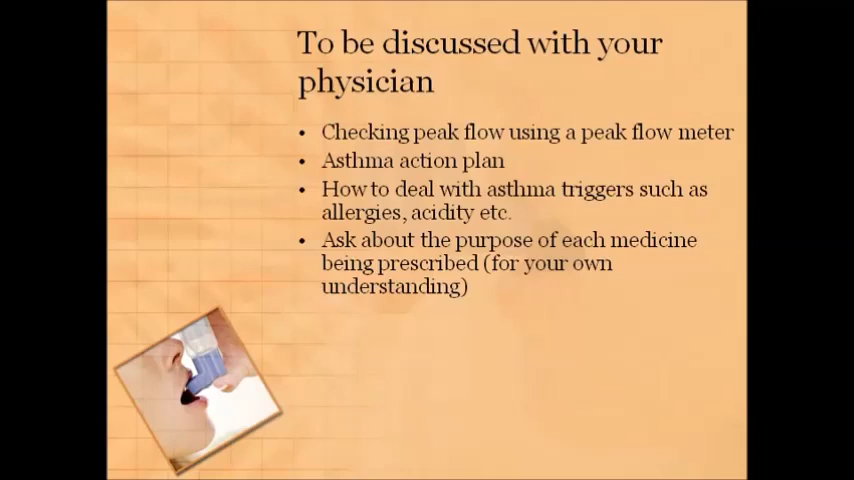 To be discussed with your
physician
• Checking peak flow using a peak flow meter
• Asthma action plan
• How to deal with asthma triggers such as
allergies, acidity etc.
• Ask about the purpose of each medicine
being prescribed (for your own
understanding)